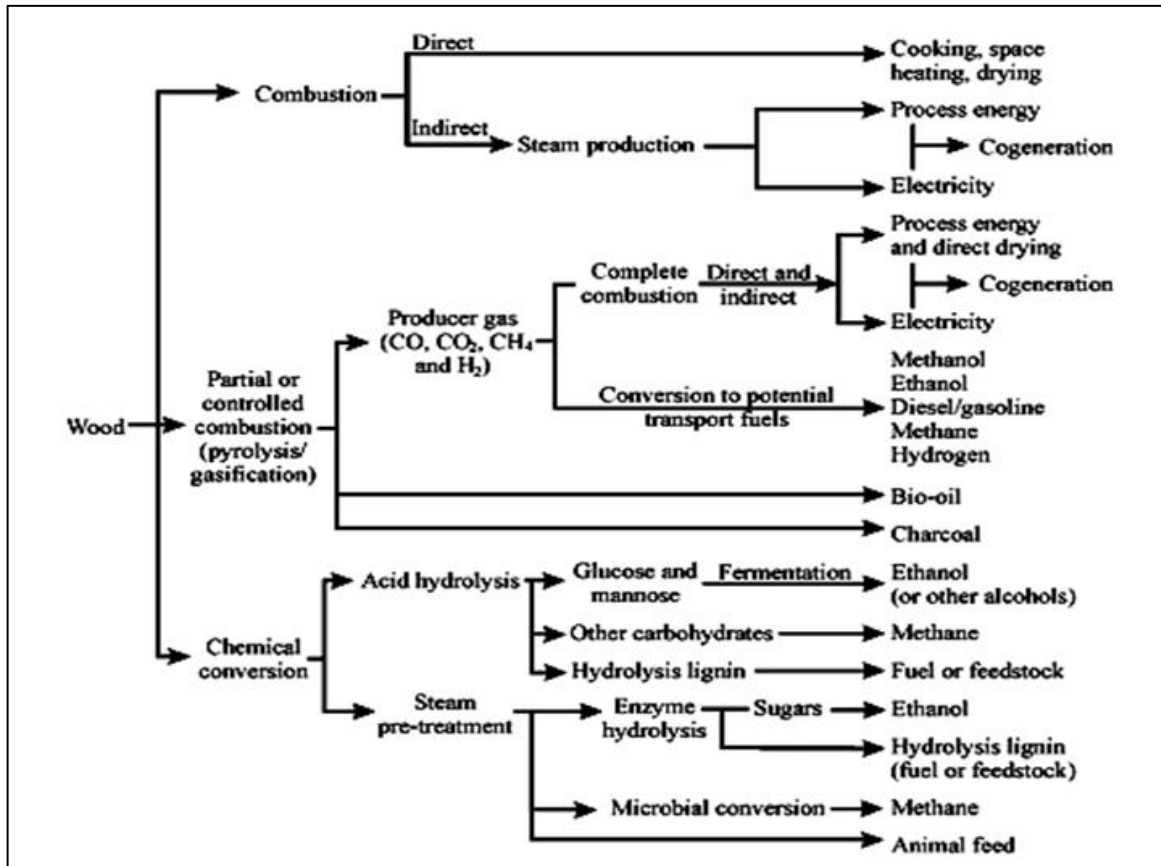 Direct
Cooking, space
heating, drying
Combustion
Indirect
Steam production
Process energy
Cogeneration
Electricity
Process energy
and direct drying
Complete
combustion
Direct and
indirect
Cogeneration
Electricity
Producer gas
(CO, CO₂, CH₄
and H₂)
Conversion to potential
transport fuels
Methanol
Ethanol
Diesel/gasoline
Methane
Hydrogen
Wood
Partial or
controlled
combustion
(pyrolysis/
gasification)
Bio-oil
Charcoal
Acid hydrolysis
Glucose and
mannose
Fermentation
Ethanol
(or other alcohols)
Other carbohydrates
Methane
Hydrolysis lignin
Fuel or feedstock
Chemical
conversion
Steam
pre-treatment
Enzyme
hydrolysis
Sugars
Ethanol
Hydrolysis lignin
(fuel or feedstock)
Microbial conversion
Methane
Animal feed